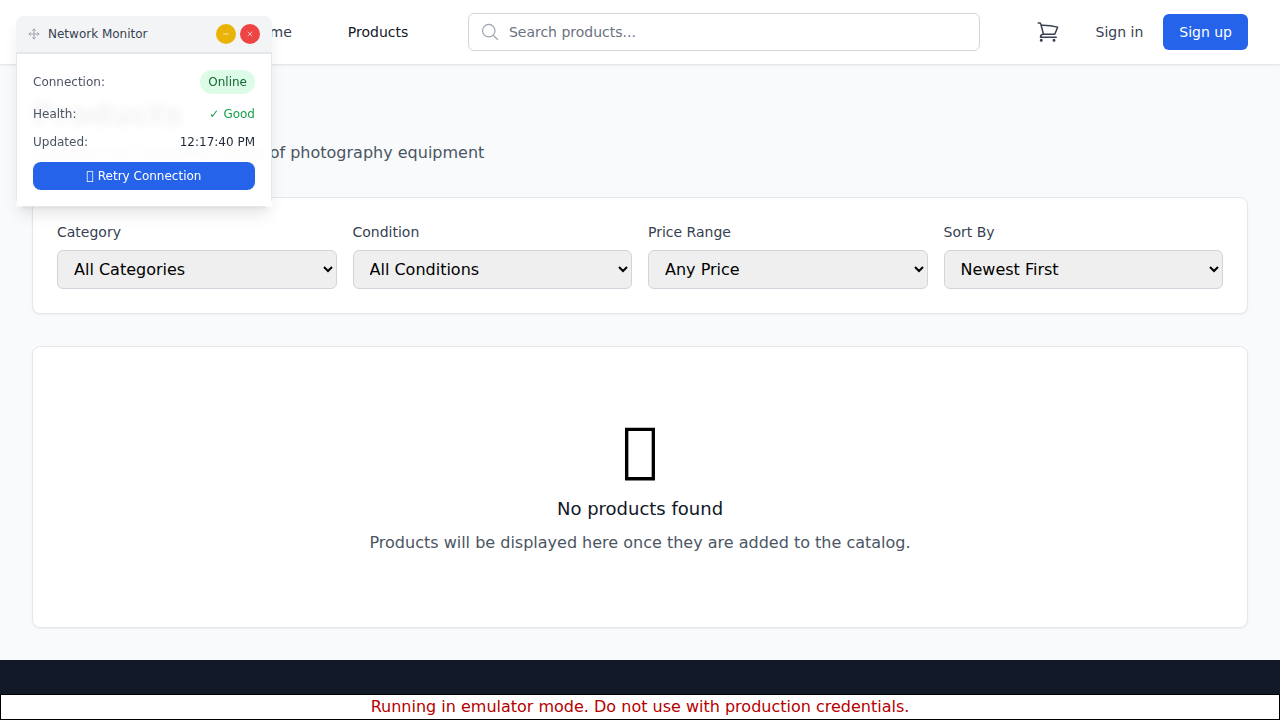 Network Monitor
me
Products
Search products...
Sign in
Sign up
Connection:
Online
Health:
✓ Good
Updated:
12:17:40 PM
of photography equipment
Retry Connection
Category
Condition
Price Range
Sort By
All Categories
All Conditions
Any Price
Newest First
No products found
Products will be displayed here once they are added to the catalog.
Running in emulator mode. Do not use with production credentials.